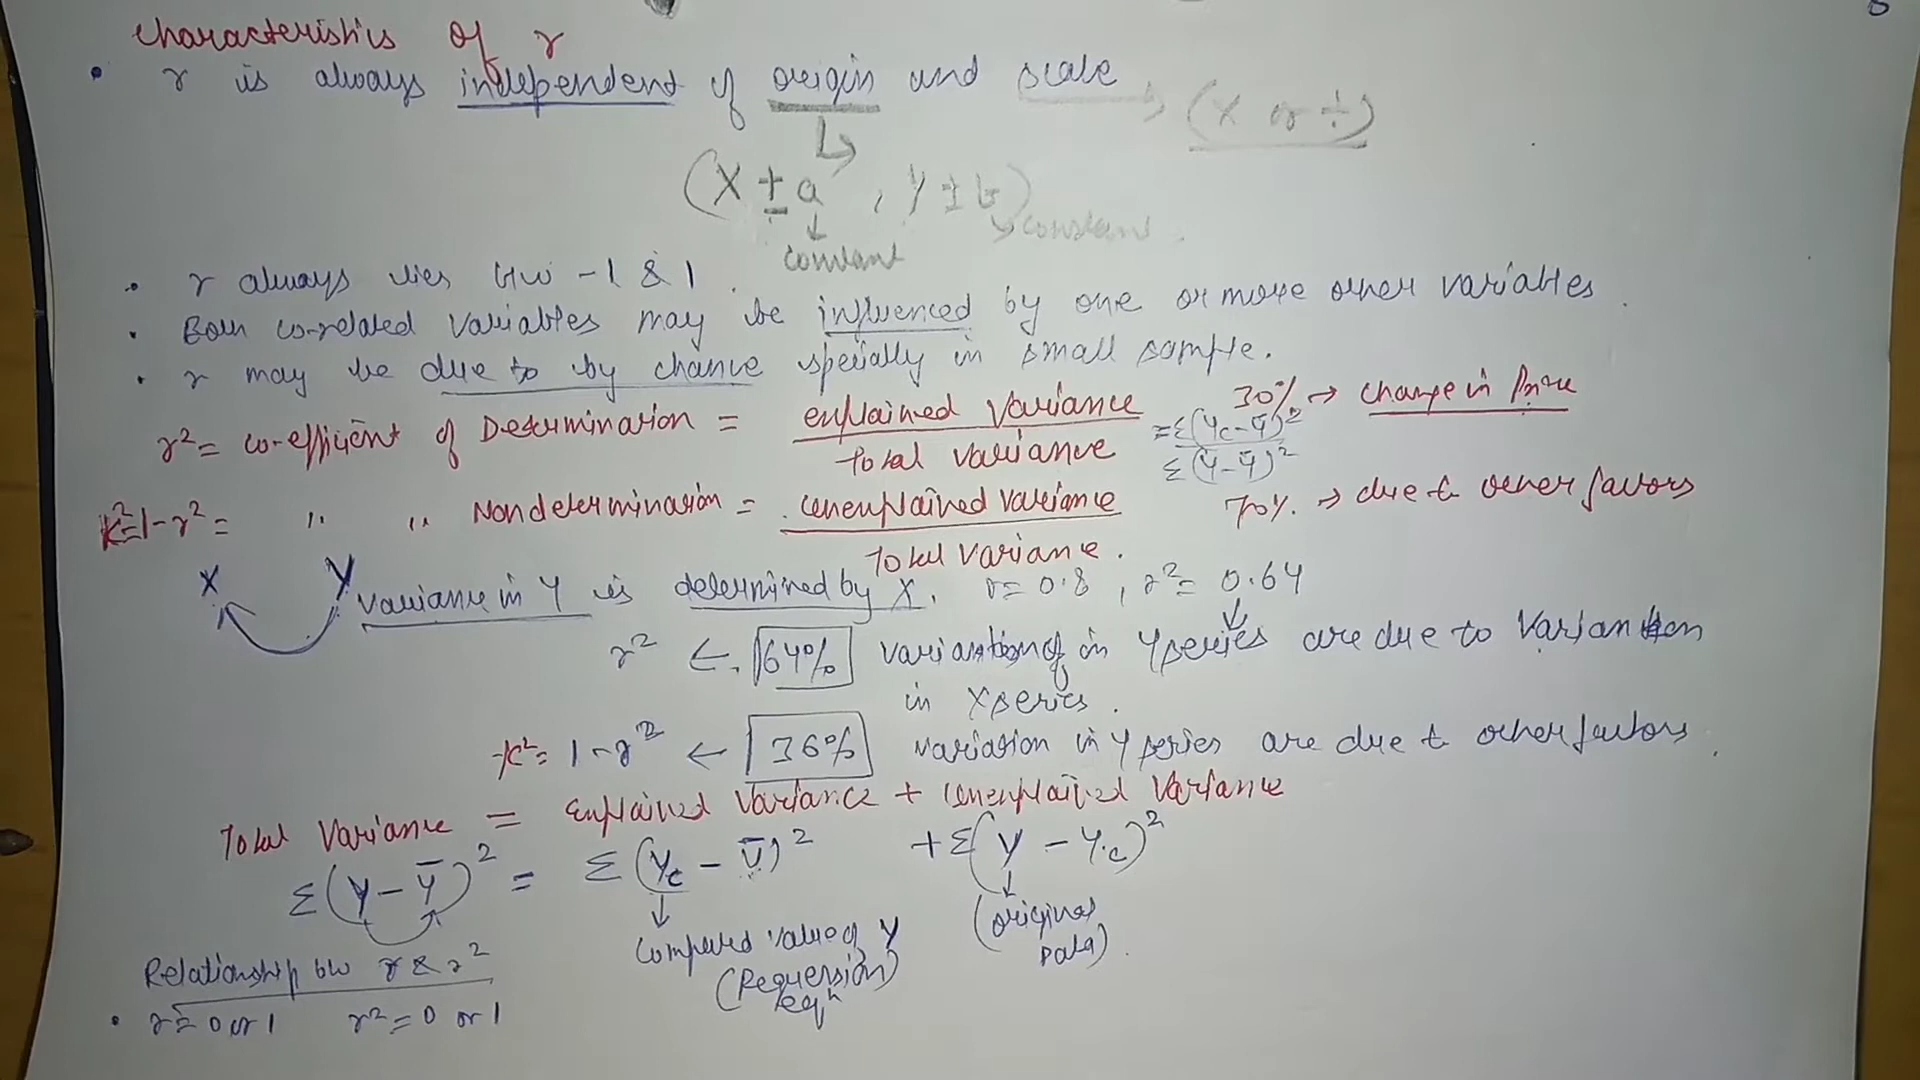 characteristics of r
• r is always independent of origin and scale → (X or ÷)
(X ± a , Y ± b)
constant constant
• r always lies b/w -1 & 1.
• Both co-related variables may be influenced by one or more other variables.
• r may be due to by chance specially in small sample.
r² = co-efficient of Determination = explained variance / Total variance = Σ(Yc - Ȳ)² / Σ(Y - Ȳ)² 30% → change in Price
K² = 1 - r² = ,, ,, Nondetermination = unexplained variance / Total variance. 70% → due to other factors
X Y variance in Y is determined by X. r = 0.8 , r² = 0.64
r² ← 64% variation in Y series are due to variation
in X series.
K² = 1 - r² ← 36% variation in Y series are due to other factors.
Total Variance = Explained Variance + Unexplained Variance
Σ(Y - Ȳ)² = Σ(Yc - Ȳ)² + Σ(Y - Yc)²
Computed value of Y (original
(Regression data).
eqⁿ)
Relationship bw r & r²
• r = 0 or 1 r² = 0 or 1